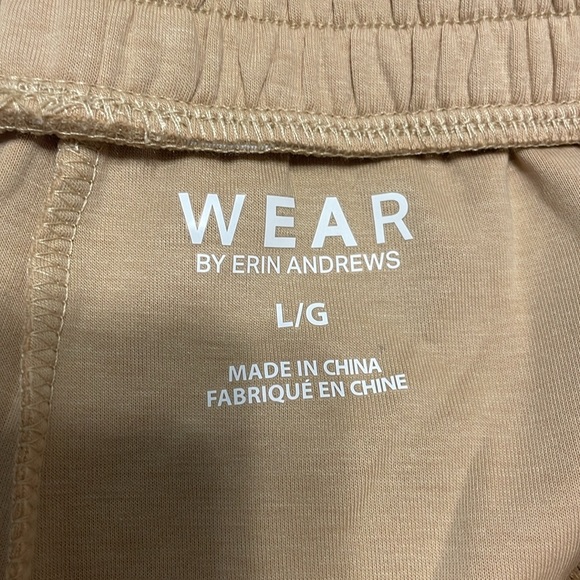 WEAR
BY ERIN ANDREWS
L/G
MADE IN CHINA
FABRIQUÉ EN CHINE